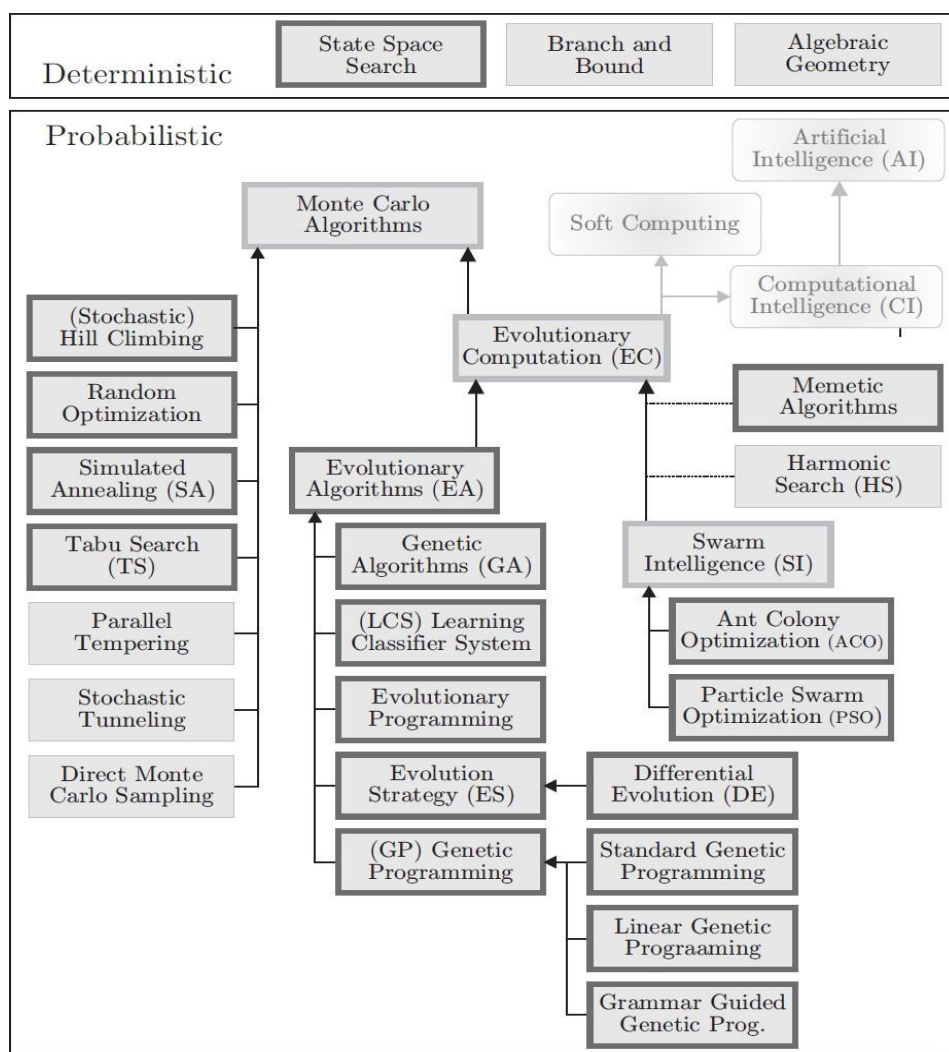 Deterministic
State Space
Search
Branch and
Bound
Algebraic
Geometry
Probabilistic
Artificial
Intelligence (AI)
Monte Carlo
Algorithms
Soft Computing
Computational
Intelligence (CI)
(Stochastic)
Hill Climbing
Evolutionary
Computation (EC)
Random
Optimization
Memetic
Algorithms
Simulated
Annealing (SA)
Evolutionary
Algorithms (EA)
Harmonic
Search (HS)
Tabu Search
(TS)
Genetic
Algorithms (GA)
Swarm
Intelligence (SI)
Parallel
Tempering
(LCS) Learning
Classifier System
Ant Colony
Optimization (ACO)
Stochastic
Tunneling
Evolutionary
Programming
Particle Swarm
Optimization (PSO)
Direct Monte
Carlo Sampling
Evolution
Strategy (ES)
Differential
Evolution (DE)
(GP) Genetic
Programming
Standard Genetic
Programming
Linear Genetic
Prograaming
Grammar Guided
Genetic Prog.